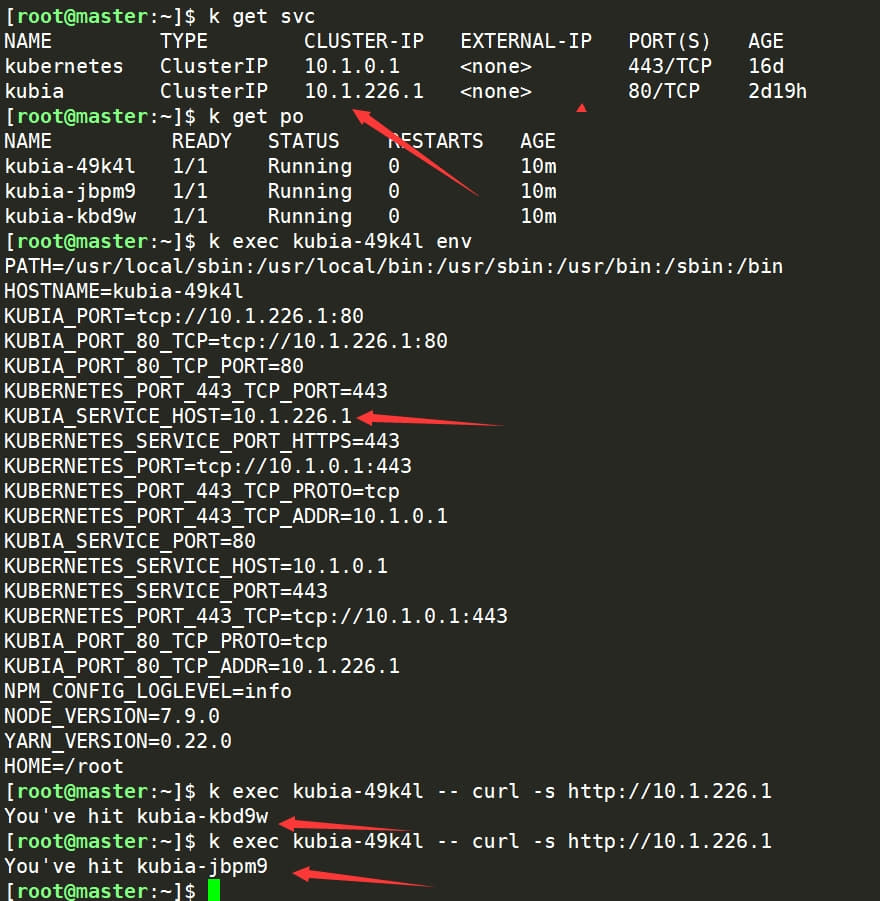 [root@master:~]$ k get svc
NAME         TYPE        CLUSTER-IP   EXTERNAL-IP   PORT(S)   AGE
kubernetes   ClusterIP   10.1.0.1     <none>        443/TCP   16d
kubia        ClusterIP   10.1.226.1   <none>        80/TCP    2d19h
[root@master:~]$ k get po
NAME          READY   STATUS    RESTARTS   AGE
kubia-49k4l   1/1     Running   0          10m
kubia-jbpm9   1/1     Running   0          10m
kubia-kbd9w   1/1     Running   0          10m
[root@master:~]$ k exec kubia-49k4l env
PATH=/usr/local/sbin:/usr/local/bin:/usr/sbin:/usr/bin:/sbin:/bin
HOSTNAME=kubia-49k4l
KUBIA_PORT=tcp://10.1.226.1:80
KUBIA_PORT_80_TCP=tcp://10.1.226.1:80
KUBIA_PORT_80_TCP_PORT=80
KUBERNETES_PORT_443_TCP_PORT=443
KUBIA_SERVICE_HOST=10.1.226.1
KUBERNETES_SERVICE_PORT_HTTPS=443
KUBERNETES_PORT=tcp://10.1.0.1:443
KUBERNETES_PORT_443_TCP_PROTO=tcp
KUBERNETES_PORT_443_TCP_ADDR=10.1.0.1
KUBIA_SERVICE_PORT=80
KUBERNETES_SERVICE_HOST=10.1.0.1
KUBERNETES_SERVICE_PORT=443
KUBERNETES_PORT_443_TCP=tcp://10.1.0.1:443
KUBIA_PORT_80_TCP_PROTO=tcp
KUBIA_PORT_80_TCP_ADDR=10.1.226.1
NPM_CONFIG_LOGLEVEL=info
NODE_VERSION=7.9.0
YARN_VERSION=0.22.0
HOME=/root
[root@master:~]$ k exec kubia-49k4l -- curl -s http://10.1.226.1
You've hit kubia-kbd9w
[root@master:~]$ k exec kubia-49k4l -- curl -s http://10.1.226.1
You've hit kubia-jbpm9
[root@master:~]$